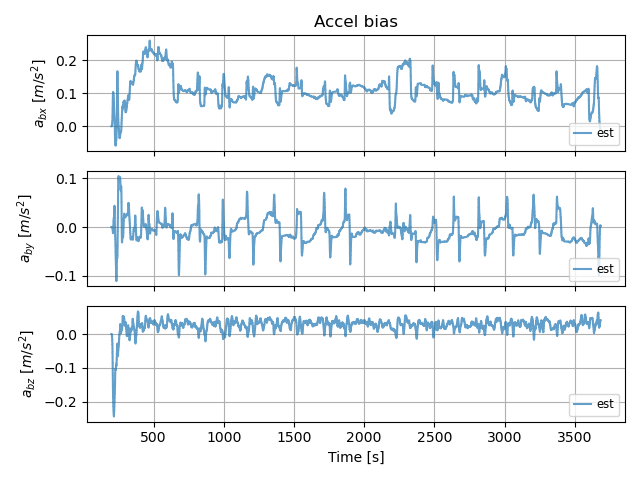 Accel bias
a_bx [m/s²]
0.2
0.1
0.0
est
a_by [m/s²]
0.1
0.0
−0.1
est
a_bz [m/s²]
0.0
−0.1
−0.2
est
500 1000 1500 2000 2500 3000 3500
Time [s]